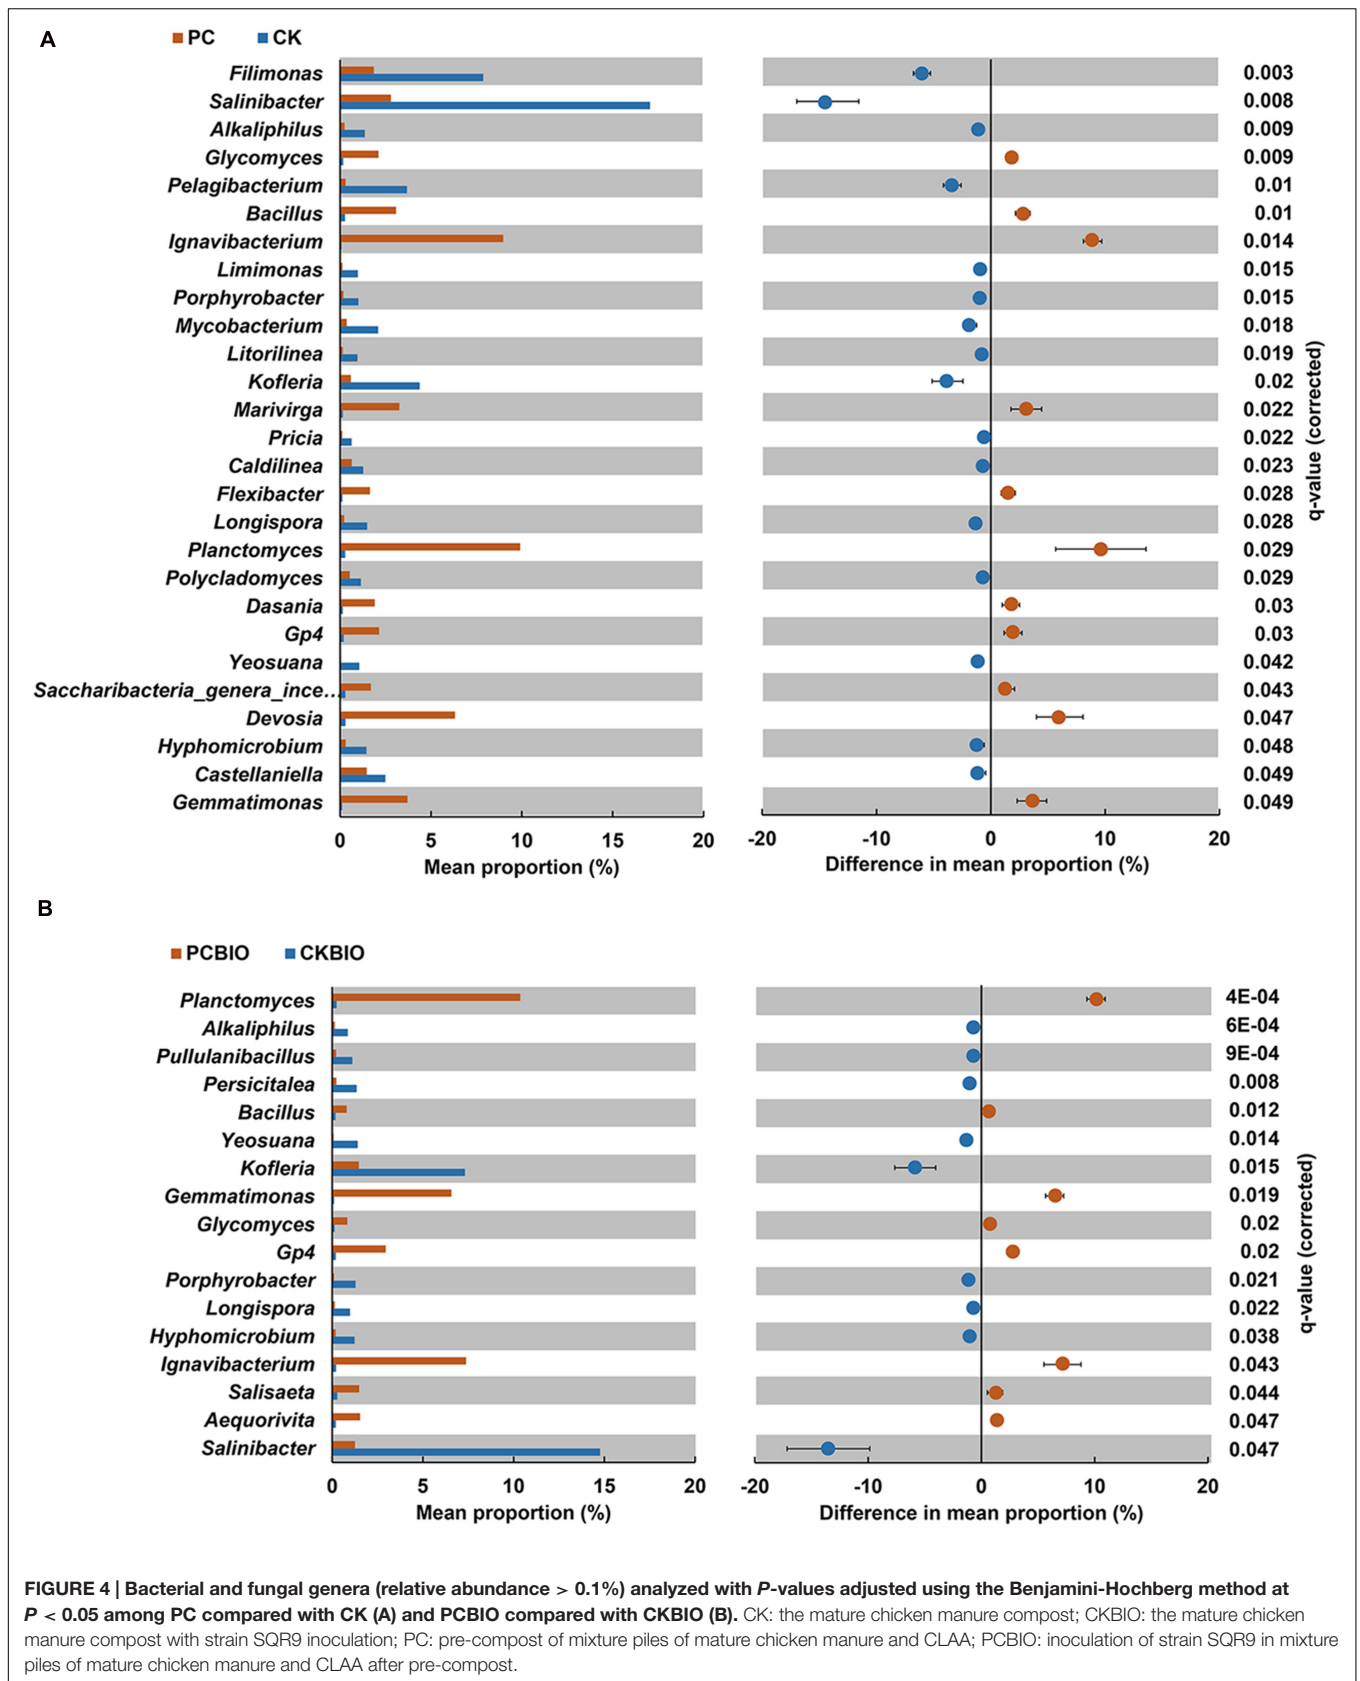 A
PC CK
Filimonas 0.003
Salinibacter 0.008
Alkaliphilus 0.009
Glycomyces 0.009
Pelagibacterium 0.01
Bacillus 0.01
Ignavibacterium 0.014
Limimonas 0.015
Porphyrobacter 0.015
Mycobacterium 0.018
Litorilinea 0.019
Kofleria 0.02
Marivirga 0.022
Pricia 0.022
Caldilinea 0.023
Flexibacter 0.028
Longispora 0.028
Planctomyces 0.029
Polycladomyces 0.029
Dasania 0.03
Gp4 0.03
Yeosuana 0.042
Saccharibacteria_genera_ince... 0.043
Devosia 0.047
Hyphomicrobium 0.048
Castellaniella 0.049
Gemmatimonas 0.049
q-value (corrected)
0 5 10 15 20 -20 -10 0 10 20
Mean proportion (%) Difference in mean proportion (%)
B
PCBIO CKBIO
Planctomyces 4E-04
Alkaliphilus 6E-04
Pullulanibacillus 9E-04
Persicitalea 0.008
Bacillus 0.012
Yeosuana 0.014
Kofleria 0.015
Gemmatimonas 0.019
Glycomyces 0.02
Gp4 0.02
Porphyrobacter 0.021
Longispora 0.022
Hyphomicrobium 0.038
Ignavibacterium 0.043
Salisaeta 0.044
Aequorivita 0.047
Salinibacter 0.047
q-value (corrected)
0 5 10 15 20 -20 -10 0 10 20
Mean proportion (%) Difference in mean proportion (%)
FIGURE 4 | Bacterial and fungal genera (relative abundance > 0.1%) analyzed with P-values adjusted using the Benjamini-Hochberg method at
P < 0.05 among PC compared with CK (A) and PCBIO compared with CKBIO (B). CK: the mature chicken manure compost; CKBIO: the mature chicken
manure compost with strain SQR9 inoculation; PC: pre-compost of mixture piles of mature chicken manure and CLAA; PCBIO: inoculation of strain SQR9 in mixture
piles of mature chicken manure and CLAA after pre-compost.